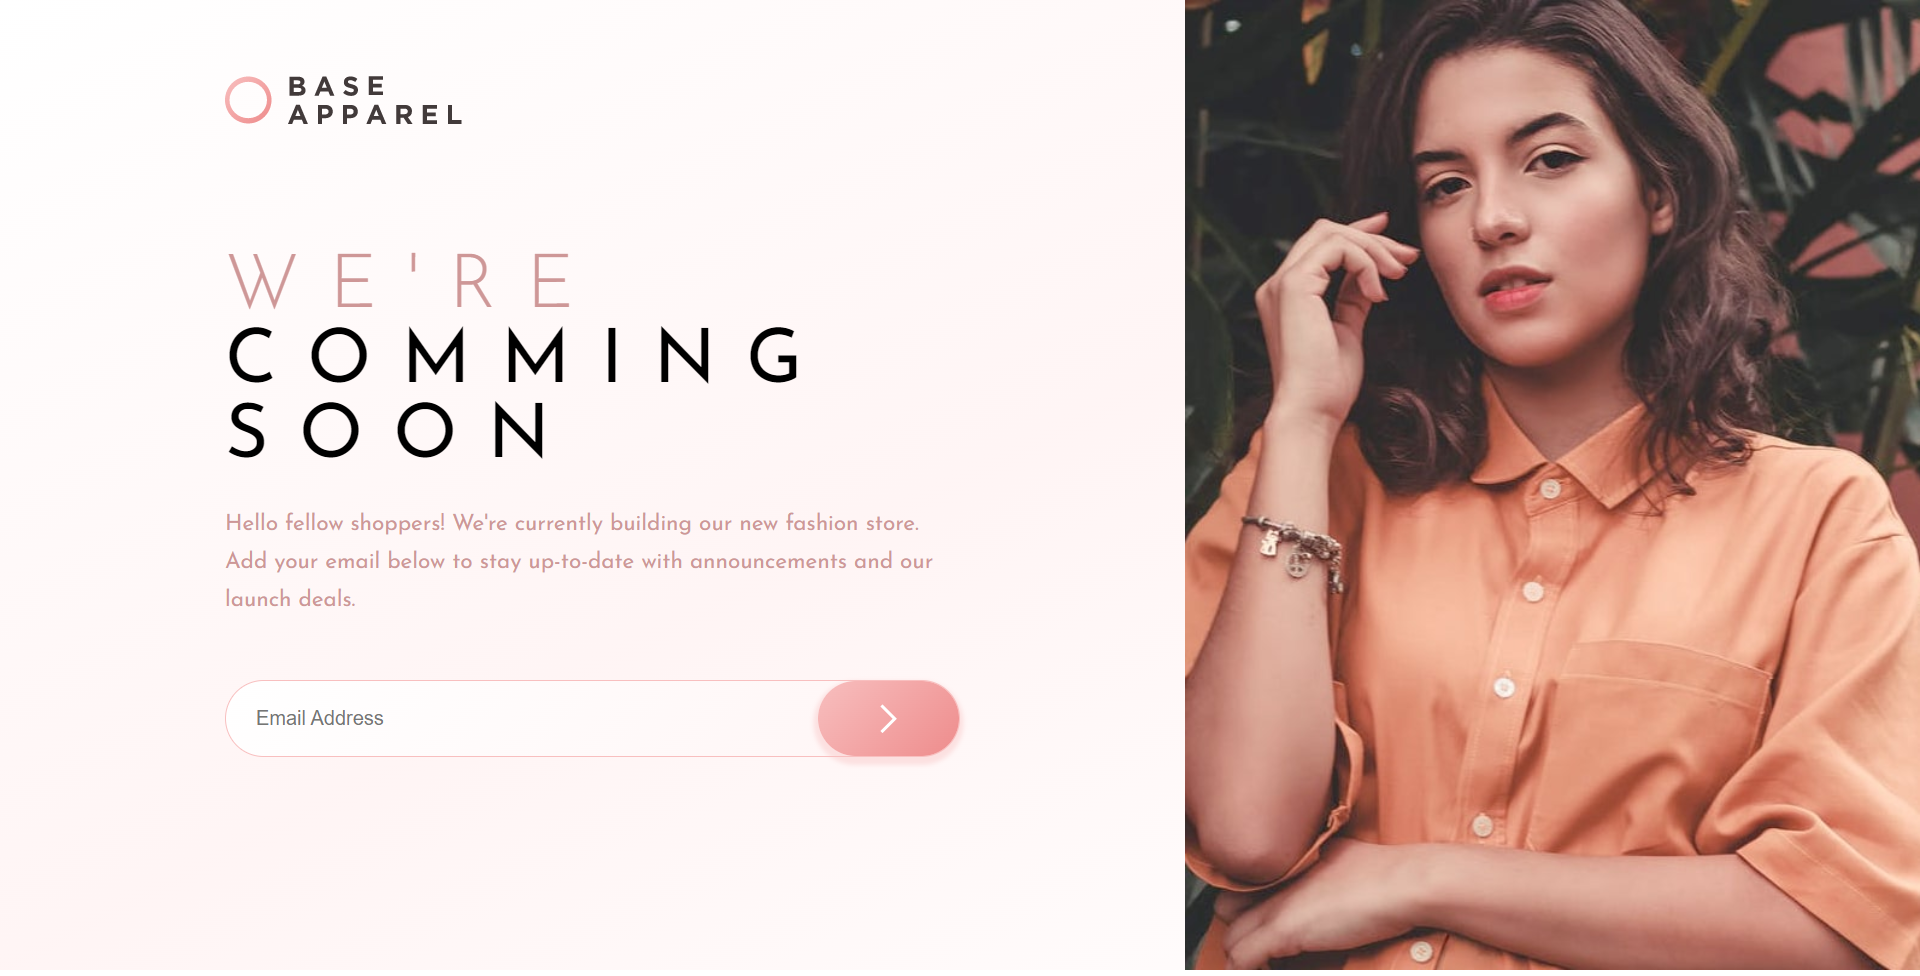 BASE
APPAREL
WE'RE
COMMING
SOON
Hello fellow shoppers! We're currently building our new fashion store.
Add your email below to stay up-to-date with announcements and our
launch deals.
Email Address